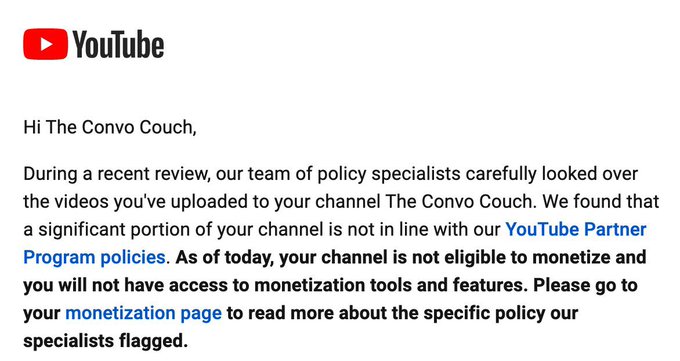 YouTube
Hi The Convo Couch,
During a recent review, our team of policy specialists carefully looked over
the videos you've uploaded to your channel The Convo Couch. We found that
a significant portion of your channel is not in line with our YouTube Partner
Program policies. As of today, your channel is not eligible to monetize and
you will not have access to monetization tools and features. Please go to
your monetization page to read more about the specific policy our
specialists flagged.